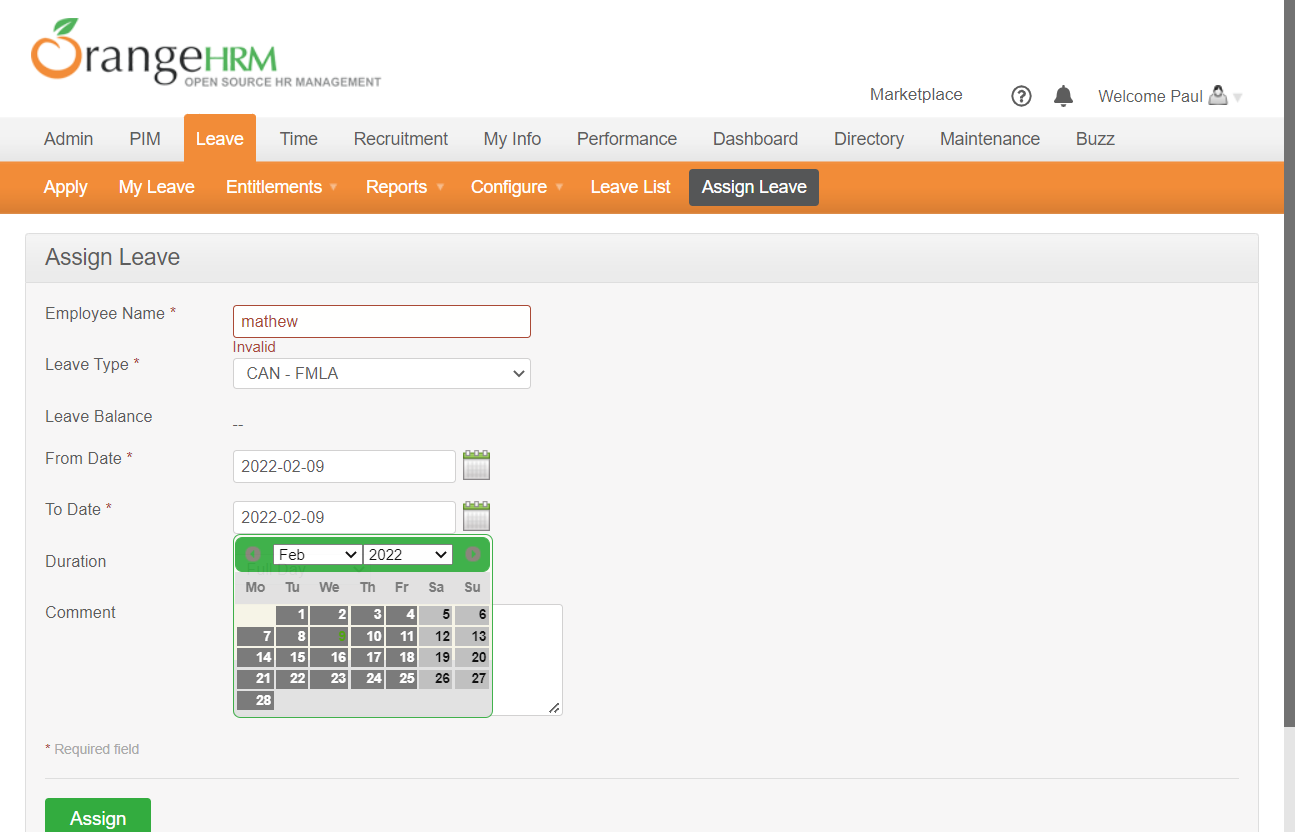 OrangeHRM
OPEN SOURCE HR MANAGEMENT
Marketplace ? Welcome Paul
Admin PIM Leave Time Recruitment My Info Performance Dashboard Directory Maintenance Buzz
Apply My Leave Entitlements Reports Configure Leave List Assign Leave
Assign Leave
Employee Name * mathew
Invalid
Leave Type * CAN - FMLA
Leave Balance --
From Date * 2022-02-09
To Date * 2022-02-09
Feb 2022
Duration Full Day
Mo Tu We Th Fr Sa Su
Comment
1 2 3 4 5 6
7 8 9 10 11 12 13
14 15 16 17 18 19 20
21 22 23 24 25 26 27
28
* Required field
Assign